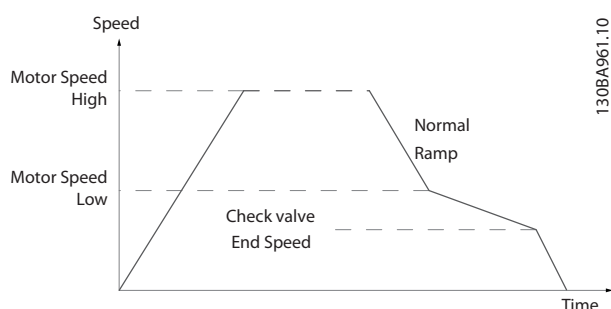 Speed
130BA961.10
Motor Speed
High
Normal
Ramp
Motor Speed
Low
Check valve
End Speed
Time